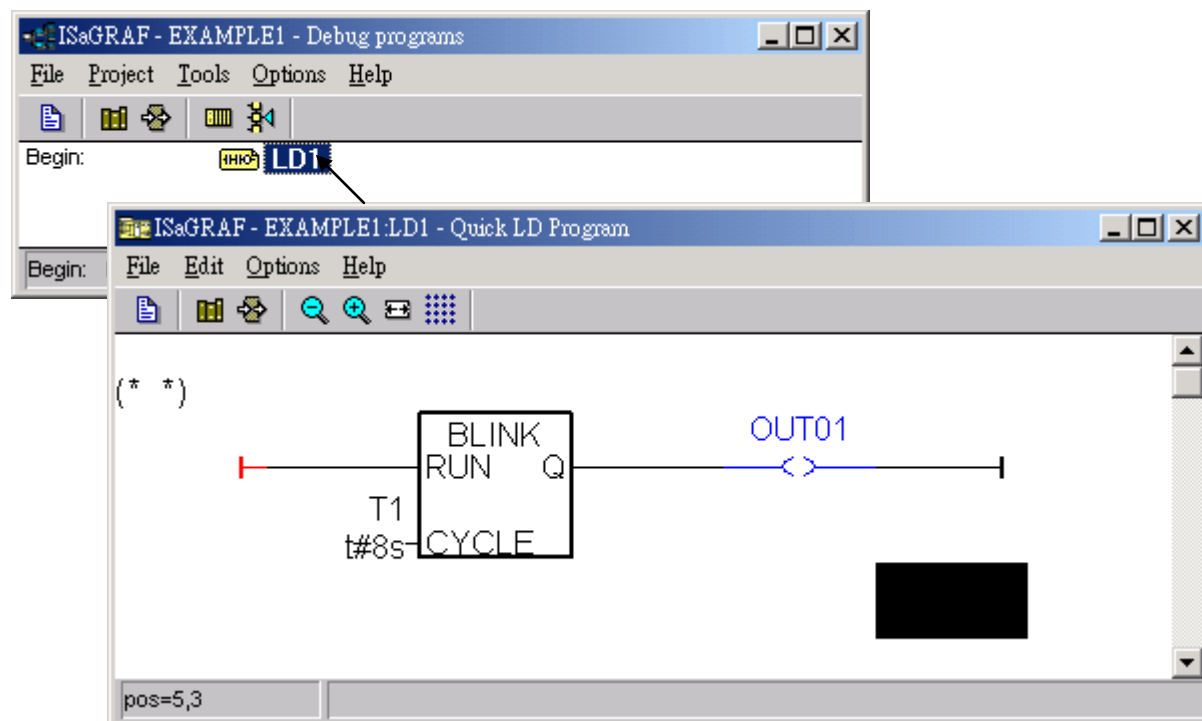 ISaGRAF - EXAMPLE1 - Debug programs
File Project Tools Options Help
Begin: LD1
Begin:
ISaGRAF - EXAMPLE1:LD1 - Quick LD Program
File Edit Options Help
(* *)
BLINK
RUN Q
OUT01
T1
t#8s
CYCLE
pos=5,3